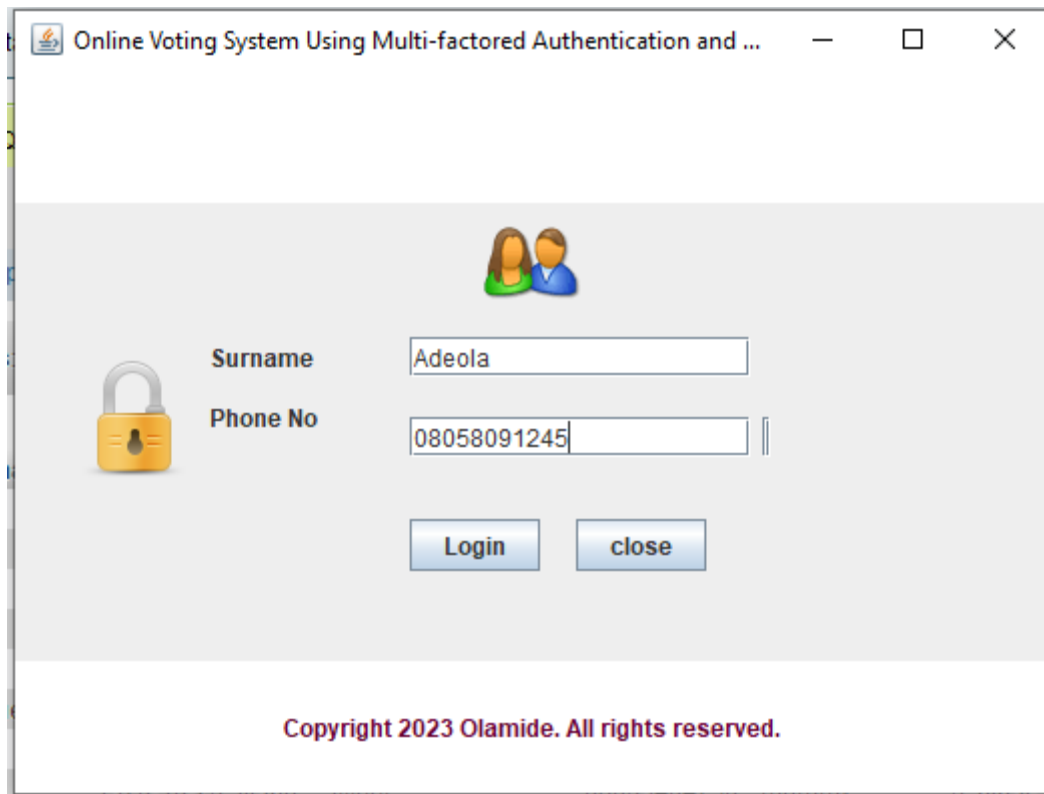 Online Voting System Using Multi-factored Authentication and ...
Surname Adeola
Phone No 08058091245
Login close
Copyright 2023 Olamide. All rights reserved.